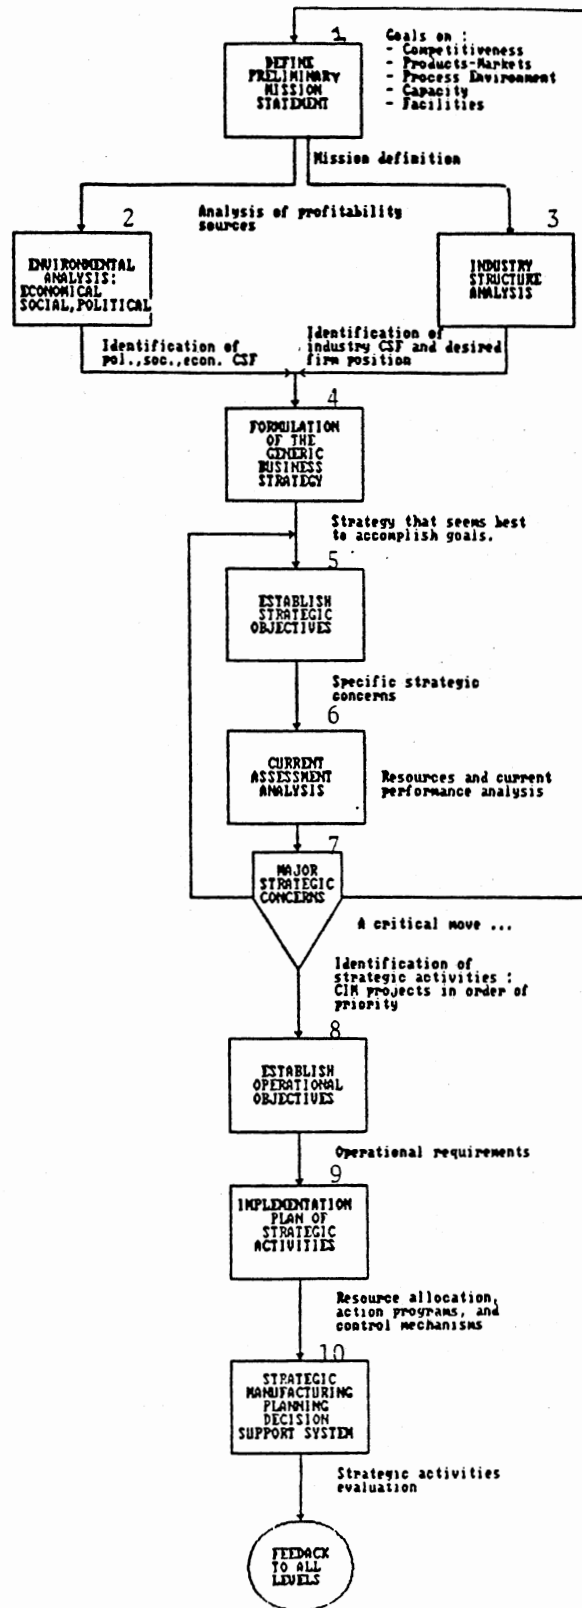 1
DEFINE
PRELIMINARY
MISSION
STATEMENT
Goals on :
- Competitiveness
- Products-Markets
- Process Environment
- Capacity
- Facilities
Mission definition
Analysis of profitability
sources
2
ENVIRONMENTAL
ANALYSIS:
ECONOMICAL
SOCIAL,POLITICAL
3
INDUSTRY
STRUCTURE
ANALYSIS
Identification of
pol.,soc.,econ. CSF
Identification of
industry CSF and desired
firm position
4
FORMULATION
OF THE
GENERIC
BUSINESS
STRATEGY
Strategy that seems best
to accomplish goals.
5
ESTABLISH
STRATEGIC
OBJECTIVES
Specific strategic
concerns
6
CURRENT
ASSESSMENT
ANALYSIS
Resources and current
performance analysis
7
MAJOR
STRATEGIC
CONCERNS
A critical move ...
Identification of
strategic activities :
CIM projects in order of
priority
8
ESTABLISH
OPERATIONAL
OBJECTIVES
Operational requirements
9
IMPLEMENTATION
PLAN OF
STRATEGIC
ACTIVITIES
Resource allocation,
action programs, and
control mechanisms
10
STRATEGIC
MANUFACTURING
PLANNING
DECISION
SUPPORT SYSTEM
Strategic activities
evaluation
FEEDACK
TO ALL
LEVELS